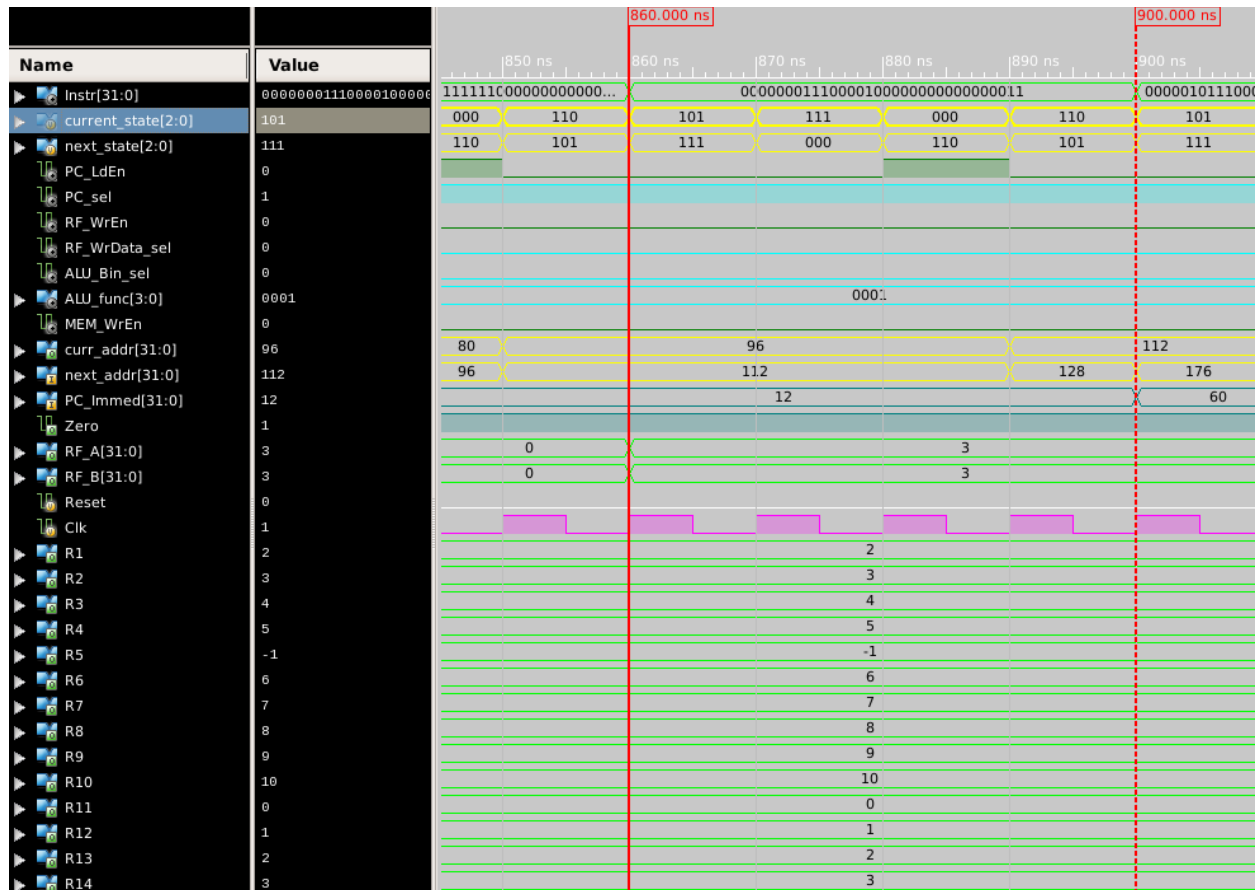 860.000 ns 900.000 ns
Name Value 850 ns 860 ns 870 ns 880 ns 890 ns 900 ns
Instr[31:0]
current_state[2:0] 101 000 110 101 111 000 110 101
next_state[2:0] 111 110 101 111 000 110 101 111
PC_LdEn 0
PC_sel 1
RF_WrEn 0
RF_WrData_sel 0
ALU_Bin_sel 0
ALU_func[3:0] 0001 0001
MEM_WrEn 0
curr_addr[31:0] 96 80 96 112
next_addr[31:0] 112 96 112 128 176
PC_Immed[31:0] 12 12 60
Zero 1
RF_A[31:0] 3 0 3
RF_B[31:0] 3 0 3
Reset 0
Clk 1
R1 2 2
R2 3 3
R3 4 4
R4 5 5
R5 -1 -1
R6 6 6
R7 7 7
R8 8 8
R9 9 9
R10 10 10
R11 0 0
R12 1 1
R13 2 2
R14 3 3